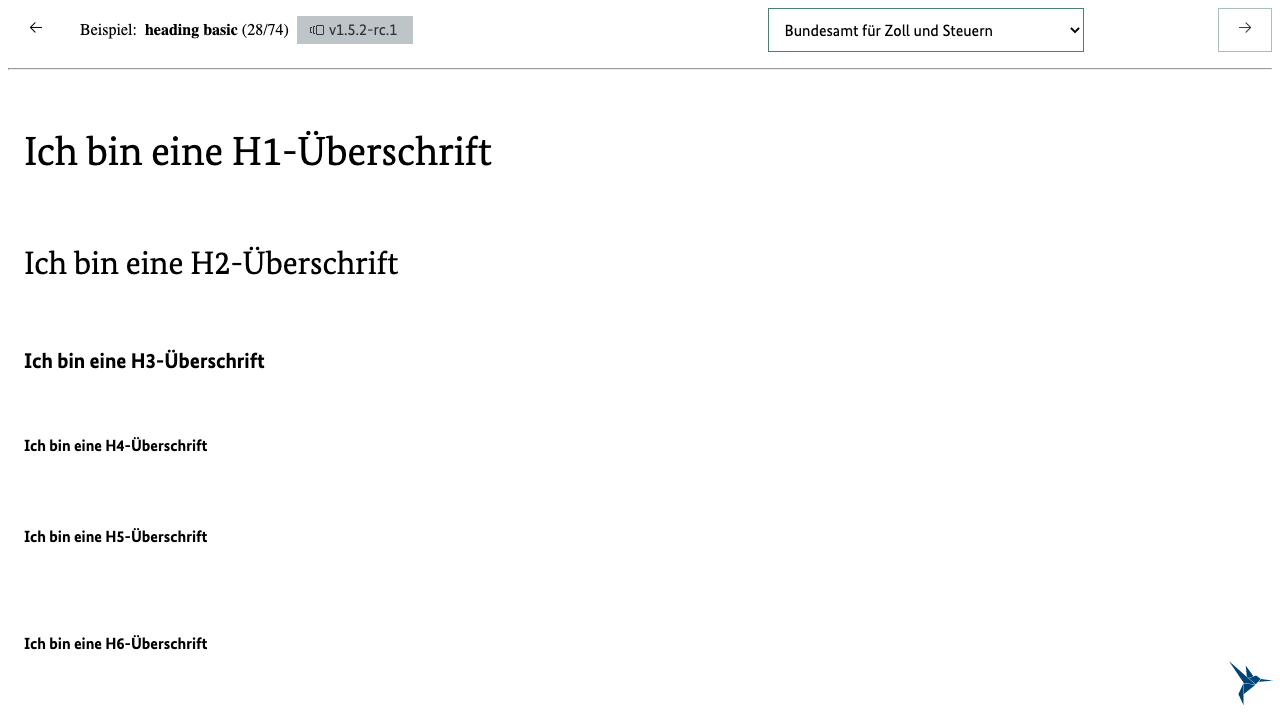 Beispiel: heading basic (28/74) v1.5.2-rc.1 Bundesamt für Zoll und Steuern
Ich bin eine H1-Überschrift
Ich bin eine H2-Überschrift
Ich bin eine H3-Überschrift
Ich bin eine H4-Überschrift
Ich bin eine H5-Überschrift
Ich bin eine H6-Überschrift